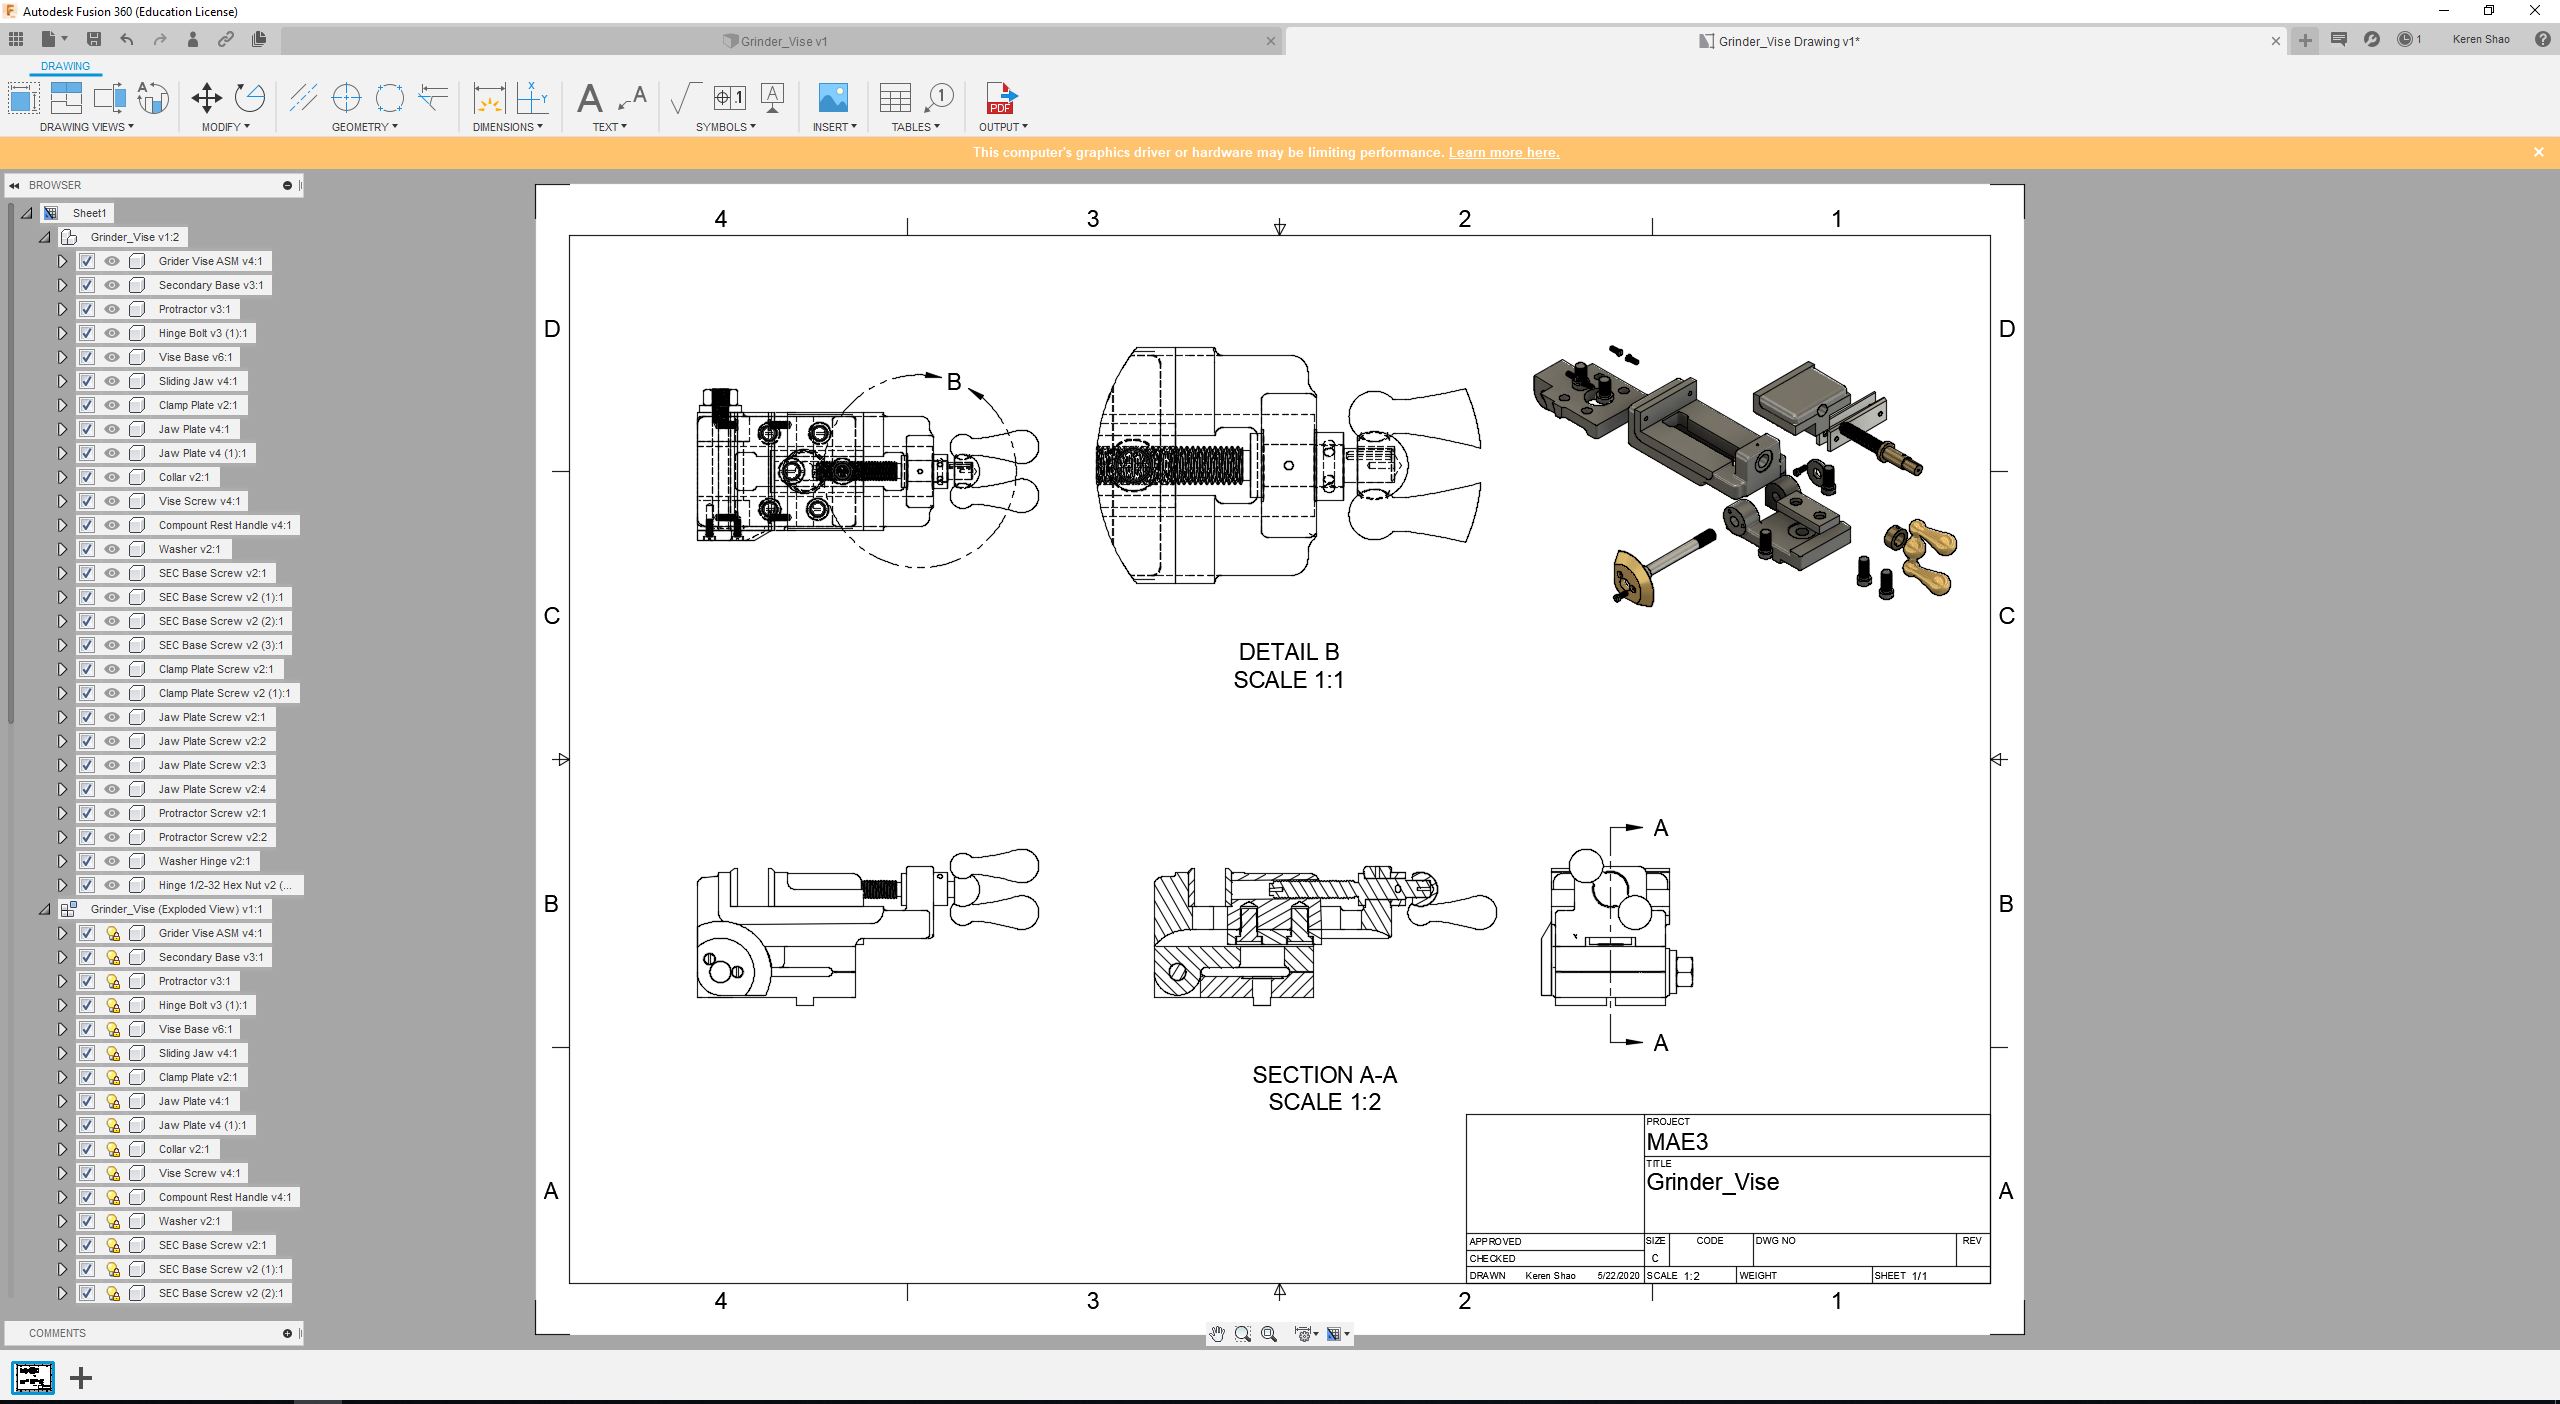 Autodesk Fusion 360 (Education License)
Grinder_Vise v1
Grinder_Vise Drawing v1*
1
Keren Shao
DRAWING
DRAWING VIEWS
MODIFY
GEOMETRY
DIMENSIONS
TEXT
SYMBOLS
INSERT
TABLES
OUTPUT
This computer's graphics driver or hardware may be limiting performance. Learn more here.
BROWSER
Sheet1
Grinder_Vise v1:2
Grider Vise ASM v4:1
Secondary Base v3:1
Protractor v3:1
Hinge Bolt v3 (1):1
Vise Base v6:1
Sliding Jaw v4:1
Clamp Plate v2:1
Jaw Plate v4:1
Jaw Plate v4 (1):1
Collar v2:1
Vise Screw v4:1
Compount Rest Handle v4:1
Washer v2:1
SEC Base Screw v2:1
SEC Base Screw v2 (1):1
SEC Base Screw v2 (2):1
SEC Base Screw v2 (3):1
Clamp Plate Screw v2:1
Clamp Plate Screw v2 (1):1
Jaw Plate Screw v2:1
Jaw Plate Screw v2:2
Jaw Plate Screw v2:3
Jaw Plate Screw v2:4
Protractor Screw v2:1
Protractor Screw v2:2
Washer Hinge v2:1
Hinge 1/2-32 Hex Nut v2 (...
Grinder_Vise (Exploded View) v1:1
Grider Vise ASM v4:1
Secondary Base v3:1
Protractor v3:1
Hinge Bolt v3 (1):1
Vise Base v6:1
Sliding Jaw v4:1
Clamp Plate v2:1
Jaw Plate v4:1
Jaw Plate v4 (1):1
Collar v2:1
Vise Screw v4:1
Compount Rest Handle v4:1
Washer v2:1
SEC Base Screw v2:1
SEC Base Screw v2 (1):1
SEC Base Screw v2 (2):1
COMMENTS
4 3 2 1
D D
B
C C
DETAIL B
SCALE 1:1
A
B B
A
SECTION A-A
SCALE 1:2
A A
PROJECT
MAE3
TITLE
Grinder_Vise
APPROVED
CHECKED
DRAWN Keren Shao 5/22/2020
SIZE CODE DWG NO REV
C
SCALE 1:2 WEIGHT SHEET 1/1
4 3 2 1